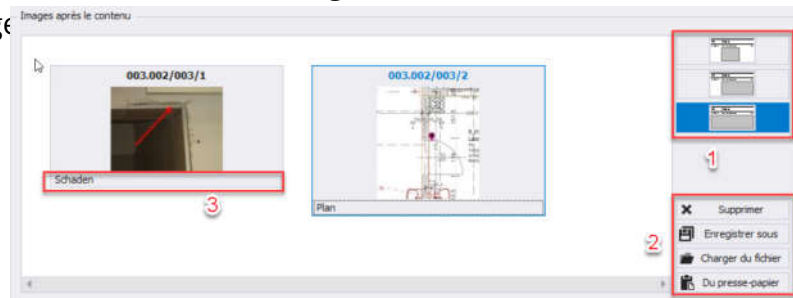 Images après le contenu
ge
003.002/003/1
003.002/003/2
Schaden
Plan
1
3
2
Supprimer
Enregistrer sous
Charger du fichier
Du presse-papier